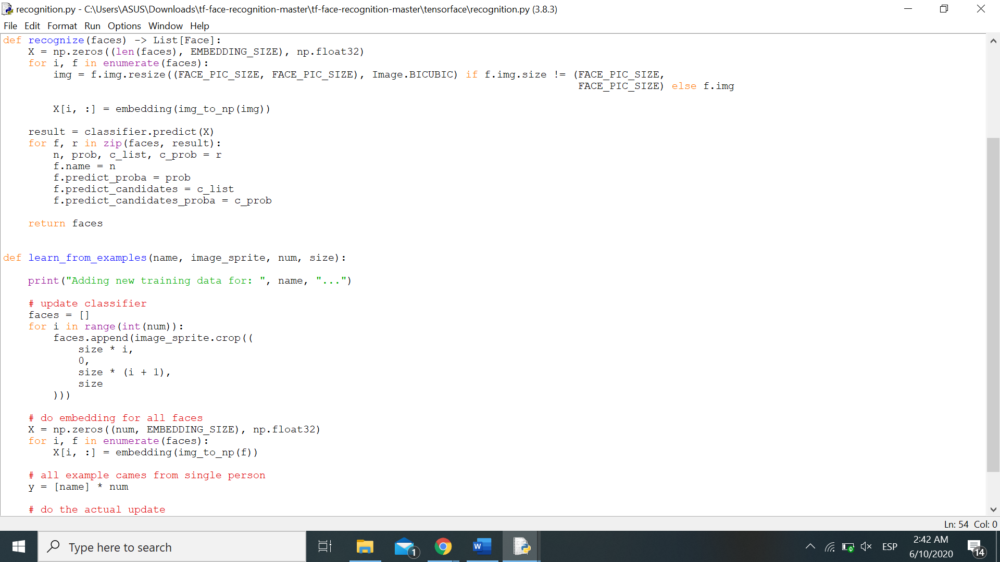 recognition.py - C:\Users\ASUS\Downloads\tf-face-recognition-master\tf-face-recognition-master\tensorface\recognition.py (3.8.3)
File Edit Format Run Options Window Help
def recognize(faces) -> List[Face]:
    X = np.zeros((len(faces), EMBEDDING_SIZE), np.float32)
    for i, f in enumerate(faces):
        img = f.img.resize((FACE_PIC_SIZE, FACE_PIC_SIZE), Image.BICUBIC) if f.img.size != (FACE_PIC_SIZE,
                                                                                            FACE_PIC_SIZE) else f.img
        X[i, :] = embedding(img_to_np(img))
    result = classifier.predict(X)
    for f, r in zip(faces, result):
        n, prob, c_list, c_prob = r
        f.name = n
        f.predict_proba = prob
        f.predict_candidates = c_list
        f.predict_candidates_proba = c_prob
    return faces
def learn_from_examples(name, image_sprite, num, size):
    print("Adding new training data for: ", name, "...")
    # update classifier
    faces = []
    for i in range(int(num)):
        faces.append(image_sprite.crop((
            size * i,
            0,
            size * (i + 1),
            size
        )))
    # do embedding for all faces
    X = np.zeros((num, EMBEDDING_SIZE), np.float32)
    for i, f in enumerate(faces):
        X[i, :] = embedding(img_to_np(f))
    # all example cames from single person
    y = [name] * num
    # do the actual update
Ln: 54 Col: 0
Type here to search
1
W
ESP
2:42 AM
6/10/2020
14